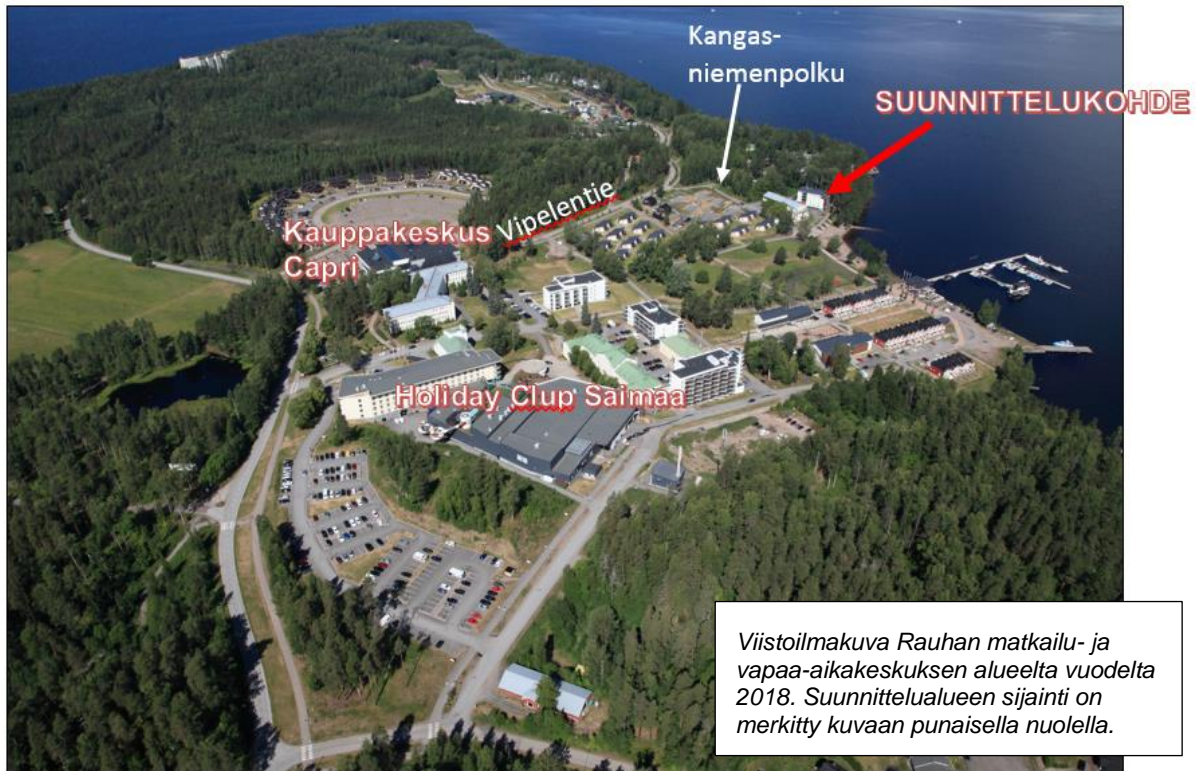 Kangas-
niemenpolku
SUUNNITTELUKOHDE
Vipelentie
Kauppakeskus
Capri
Holiday Clup Saimaa
Viistoilmakuva Rauhan matkailu- ja
vapaa-aikakeskuksen alueelta vuodelta
2018. Suunnittelualueen sijainti on
merkitty kuvaan punaisella nuolella.